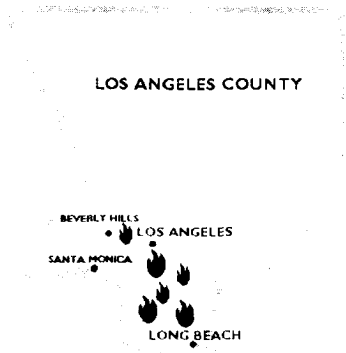 LOS ANGELES COUNTY
BEVERLY HILLS
LOS ANGELES
SANTA MONICA
LONG BEACH